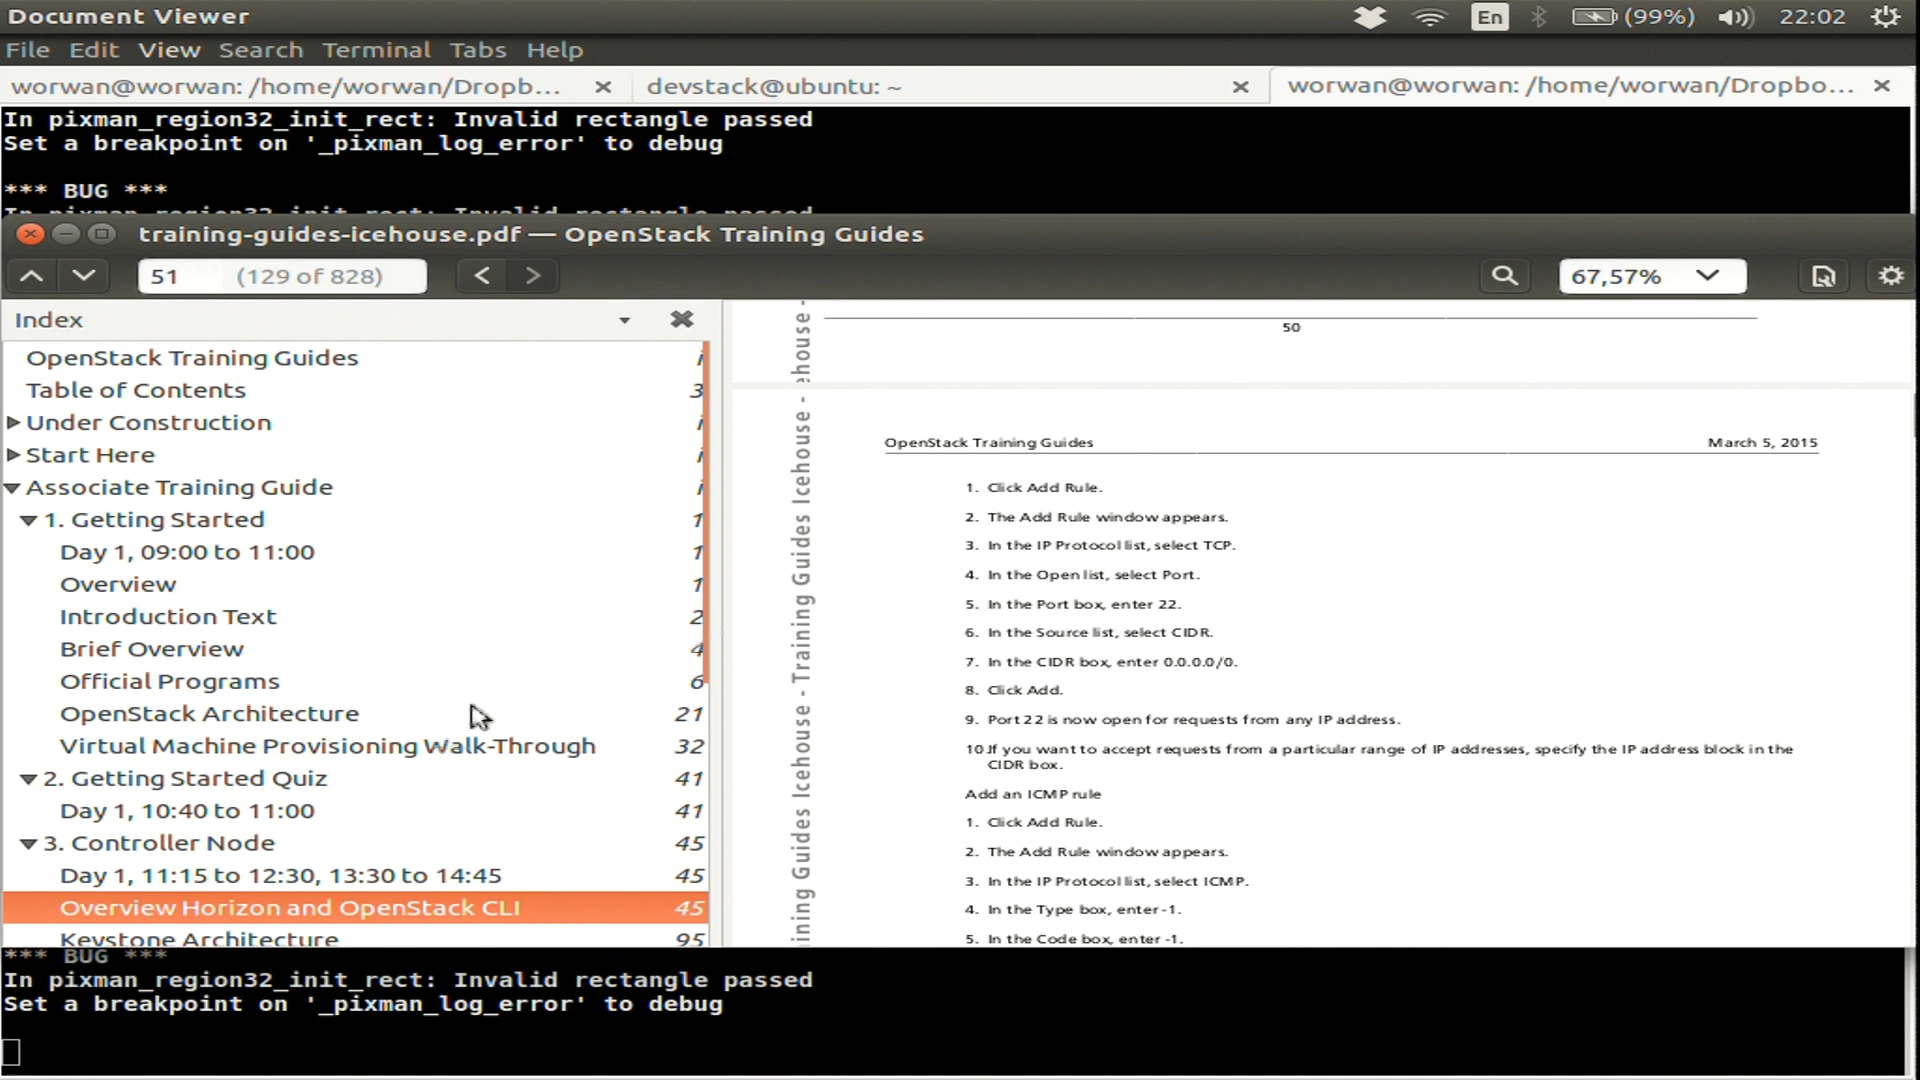 Document Viewer
En (99%) 22:02
File Edit View Search Terminal Tabs Help
worwan@worwan: /home/worwan/Dropb... devstack@ubuntu: ~ worwan@worwan: /home/worwan/Dropbo...
In pixman_region32_init_rect: Invalid rectangle passed
Set a breakpoint on '_pixman_log_error' to debug
*** BUG ***
In pixman_region32_init_rect: Invalid rectangle passed
training-guides-icehouse.pdf — OpenStack Training Guides
51 (129 of 828) 67,57%
Index
OpenStack Training Guides i
Table of Contents 3
Under Construction i
Start Here i
Associate Training Guide i
1. Getting Started 1
Day 1, 09:00 to 11:00 1
Overview 1
Introduction Text 2
Brief Overview 4
Official Programs 6
OpenStack Architecture 21
Virtual Machine Provisioning Walk-Through 32
2. Getting Started Quiz 41
Day 1, 10:40 to 11:00 41
3. Controller Node 45
Day 1, 11:15 to 12:30, 13:30 to 14:45 45
Overview Horizon and OpenStack CLI 45
Keystone Architecture 95
ehouse -
50
ining Guides Icehouse - Training Guides Icehouse -
OpenStack Training Guides March 5, 2015
1. Click Add Rule.
2. The Add Rule window appears.
3. In the IP Protocol list, select TCP.
4. In the Open list, select Port.
5. In the Port box, enter 22.
6. In the Source list, select CIDR.
7. In the CIDR box, enter 0.0.0.0/0.
8. Click Add.
9. Port 22 is now open for requests from any IP address.
10.If you want to accept requests from a particular range of IP addresses, specify the IP address block in the
CIDR box.
Add an ICMP rule
1. Click Add Rule.
2. The Add Rule window appears.
3. In the IP Protocol list, select ICMP.
4. In the Type box, enter -1.
5. In the Code box, enter -1.
*** BUG ***
In pixman_region32_init_rect: Invalid rectangle passed
Set a breakpoint on '_pixman_log_error' to debug